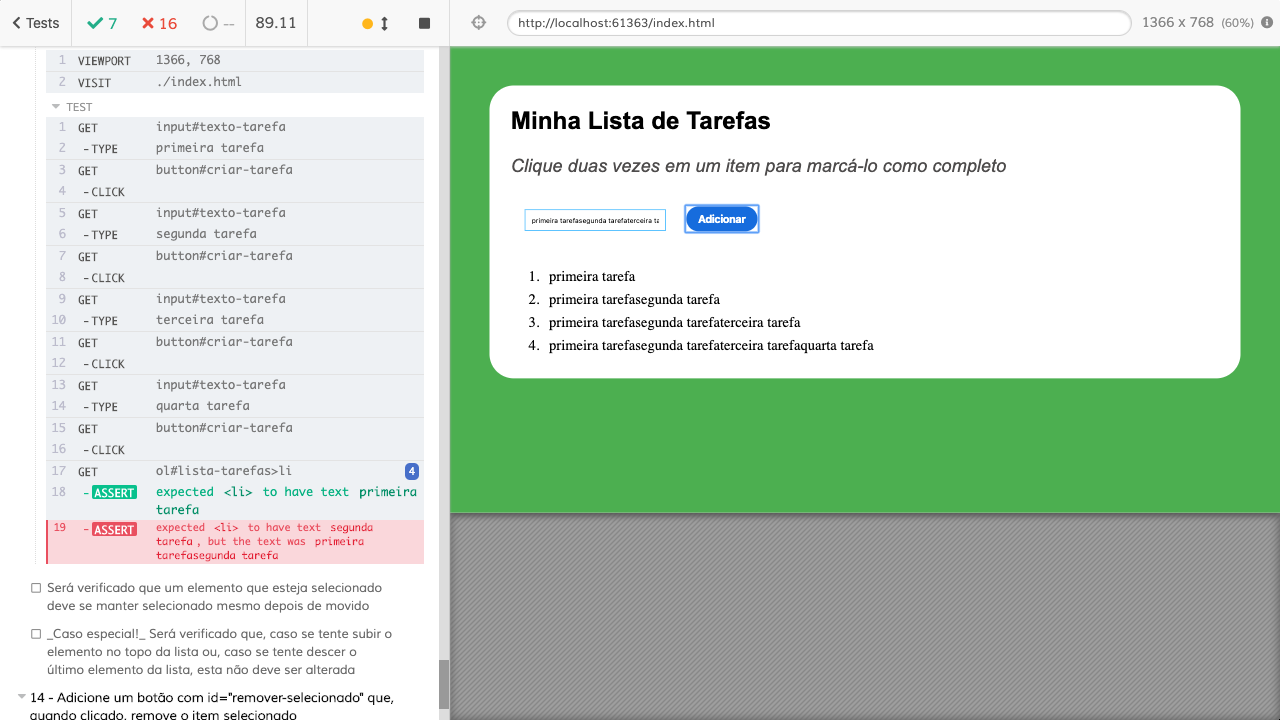 Tests
7
16
--
89.11
http://localhost:61363/index.html
1366 x 768 (60%)
1 VIEWPORT 1366, 768
2 VISIT ./index.html
TEST
1 GET input#texto-tarefa
2 -TYPE primeira tarefa
3 GET button#criar-tarefa
4 -CLICK
5 GET input#texto-tarefa
6 -TYPE segunda tarefa
7 GET button#criar-tarefa
8 -CLICK
9 GET input#texto-tarefa
10 -TYPE terceira tarefa
11 GET button#criar-tarefa
12 -CLICK
13 GET input#texto-tarefa
14 -TYPE quarta tarefa
15 GET button#criar-tarefa
16 -CLICK
17 GET ol#lista-tarefas>li 4
18 -ASSERT expected <li> to have text primeira
tarefa
19 -ASSERT expected <li> to have text segunda
tarefa, but the text was primeira
tarefasegunda tarefa
Será verificado que um elemento que esteja selecionado
deve se manter selecionado mesmo depois de movido
_Caso especial!_ Será verificado que, caso se tente subir o
elemento no topo da lista ou, caso se tente descer o
último elemento da lista, esta não deve ser alterada
14 - Adicione um botão com id="remover-selecionado" que,
quando clicado, remove o item selecionado
Minha Lista de Tarefas
Clique duas vezes em um item para marcá-lo como completo
primeira tarefasegunda tarefaterceira ta
Adicionar
1. primeira tarefa
2. primeira tarefasegunda tarefa
3. primeira tarefasegunda tarefaterceira tarefa
4. primeira tarefasegunda tarefaterceira tarefaquarta tarefa